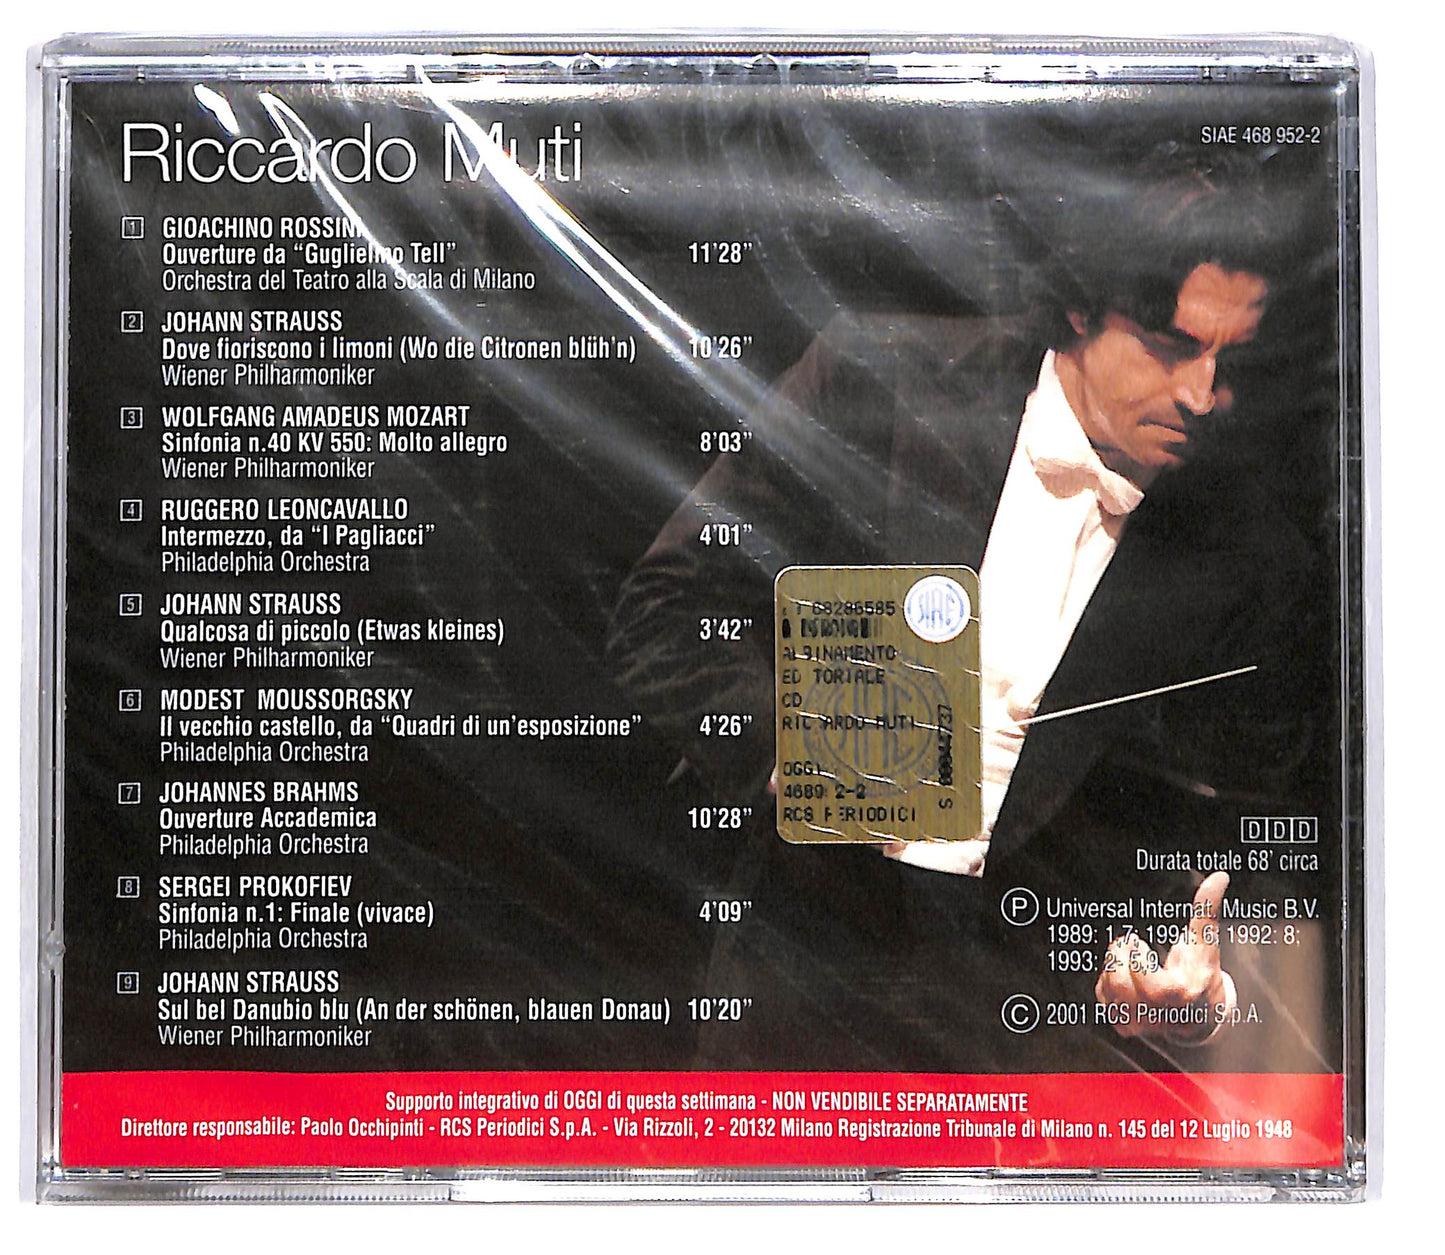 Riccardo Muti
SIAE 468 952-2
1 GIOACHINO ROSSINI
Ouverture da “Guglielmo Tell” 11'28”
Orchestra del Teatro alla Scala di Milano
2 JOHANN STRAUSS
Dove fioriscono i limoni (Wo die Citronen blüh'n) 10'26”
Wiener Philharmoniker
3 WOLFGANG AMADEUS MOZART
Sinfonia n.40 KV 550: Molto allegro 8'03”
Wiener Philharmoniker
4 RUGGERO LEONCAVALLO
Intermezzo, da “I Pagliacci” 4'01”
Philadelphia Orchestra
5 JOHANN STRAUSS
Qualcosa di piccolo (Etwas kleines) 3'42”
Wiener Philharmoniker
6 MODEST MOUSSORGSKY
Il vecchio castello, da “Quadri di un'esposizione” 4'26”
Philadelphia Orchestra
7 JOHANNES BRAHMS
Ouverture Accademica 10'28”
Philadelphia Orchestra
8 SERGEI PROKOFIEV
Sinfonia n.1: Finale (vivace) 4'09”
Philadelphia Orchestra
9 JOHANN STRAUSS
Sul bel Danubio blu (An der schönen, blauen Donau) 10'20”
Wiener Philharmoniker
68286585
SIAE
ED TORIALE
CD
RIC ARDO MUTI
OGGI
4689 2-2
RCS PERIODICI
DDD
Durata totale 68' circa
Ⓟ Universal Internat. Music B.V.
1989: 1,7; 1991: 6; 1992: 8;
1993: 2- 5,9
© 2001 RCS Periodici S.p.A.
Supporto integrativo di OGGI di questa settimana - NON VENDIBILE SEPARATAMENTE
Direttore responsabile: Paolo Occhipinti - RCS Periodici S.p.A. - Via Rizzoli, 2 - 20132 Milano Registrazione Tribunale di Milano n. 145 del 12 Luglio 1948